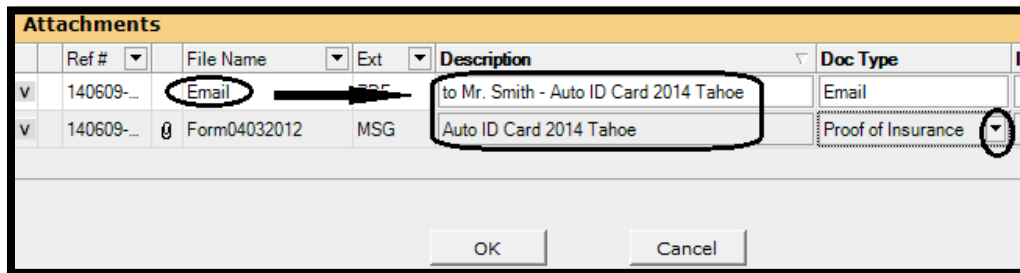 Attachments
Ref # File Name Ext Description Doc Type
v 140609-... Email to Mr. Smith - Auto ID Card 2014 Tahoe Email
v 140609-... Form04032012 MSG Auto ID Card 2014 Tahoe Proof of Insurance
OK Cancel